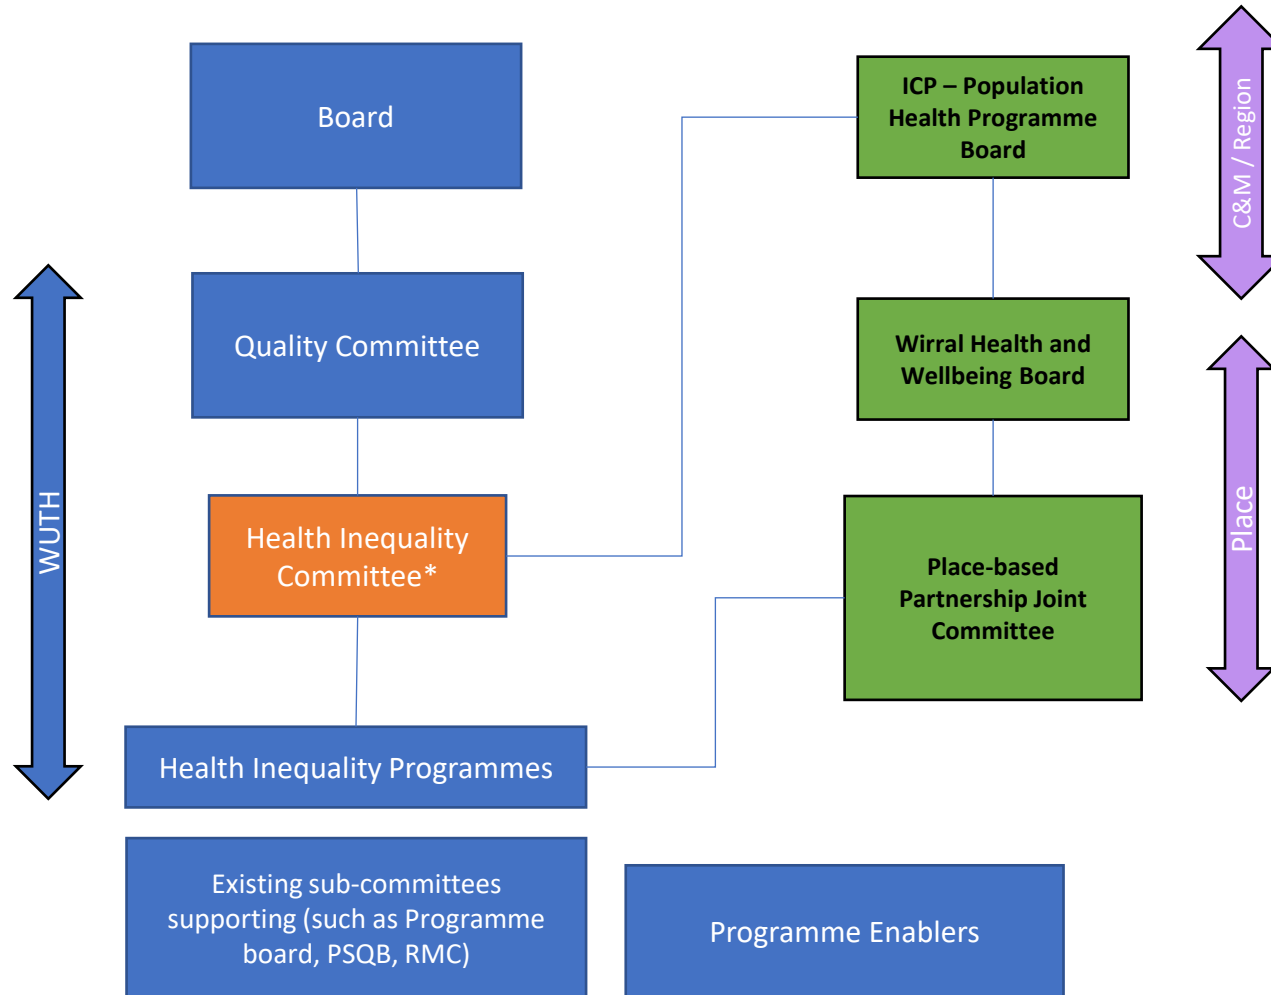 Board
Quality Committee
Health Inequality
Committee*
Health Inequality Programmes
Existing sub-committees
supporting (such as Programme
board, PSQB, RMC)
Programme Enablers
WUTH
ICP – Population
Health Programme
Board
Wirral Health and
Wellbeing Board
Place-based
Partnership Joint
Committee
C&M / Region
Place